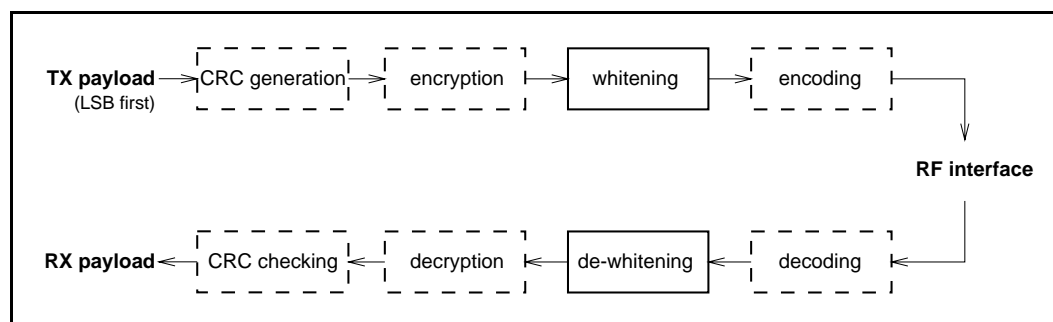 TX payload
(LSB first)
CRC generation
encryption
whitening
encoding
RF interface
RX payload
CRC checking
decryption
de-whitening
decoding